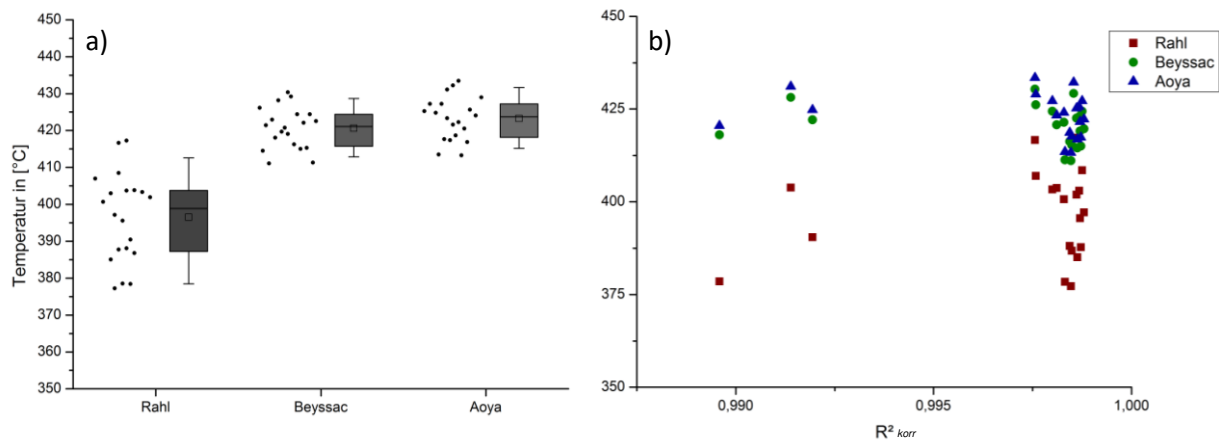 a)
Temperatur in [°C]
450
440
430
420
410
400
390
380
370
360
350
Rahl
Beyssac
Aoya
b)
450
425
400
375
350
0,990
0,995
1,000
R² korr
Rahl
Beyssac
Aoya